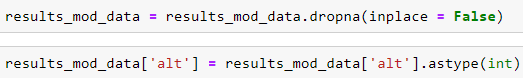 results_mod_data = results_mod_data.dropna(inplace = False)
results_mod_data['alt'] = results_mod_data['alt'].astype(int)